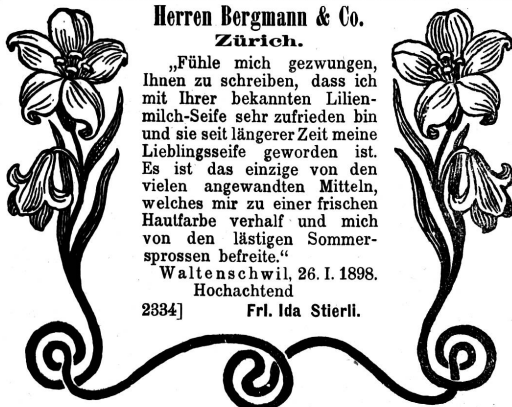 Herren Bergmann & Co.
Zürich.
„Fühle mich gezwungen,
Ihnen zu schreiben, dass ich
mit Ihrer bekannten Lilien-
milch-Seife sehr zufrieden bin
und sie seit längerer Zeit meine
Lieblingsseife geworden ist.
Es ist das einzige von den
vielen angewandten Mitteln,
welches mir zu einer frischen
Hautfarbe verhalf und mich
von den lästigen Sommer-
sprossen befreite.“
Waltenschwil, 26. I. 1898.
Hochachtend
2334] Frl. Ida Stierli.